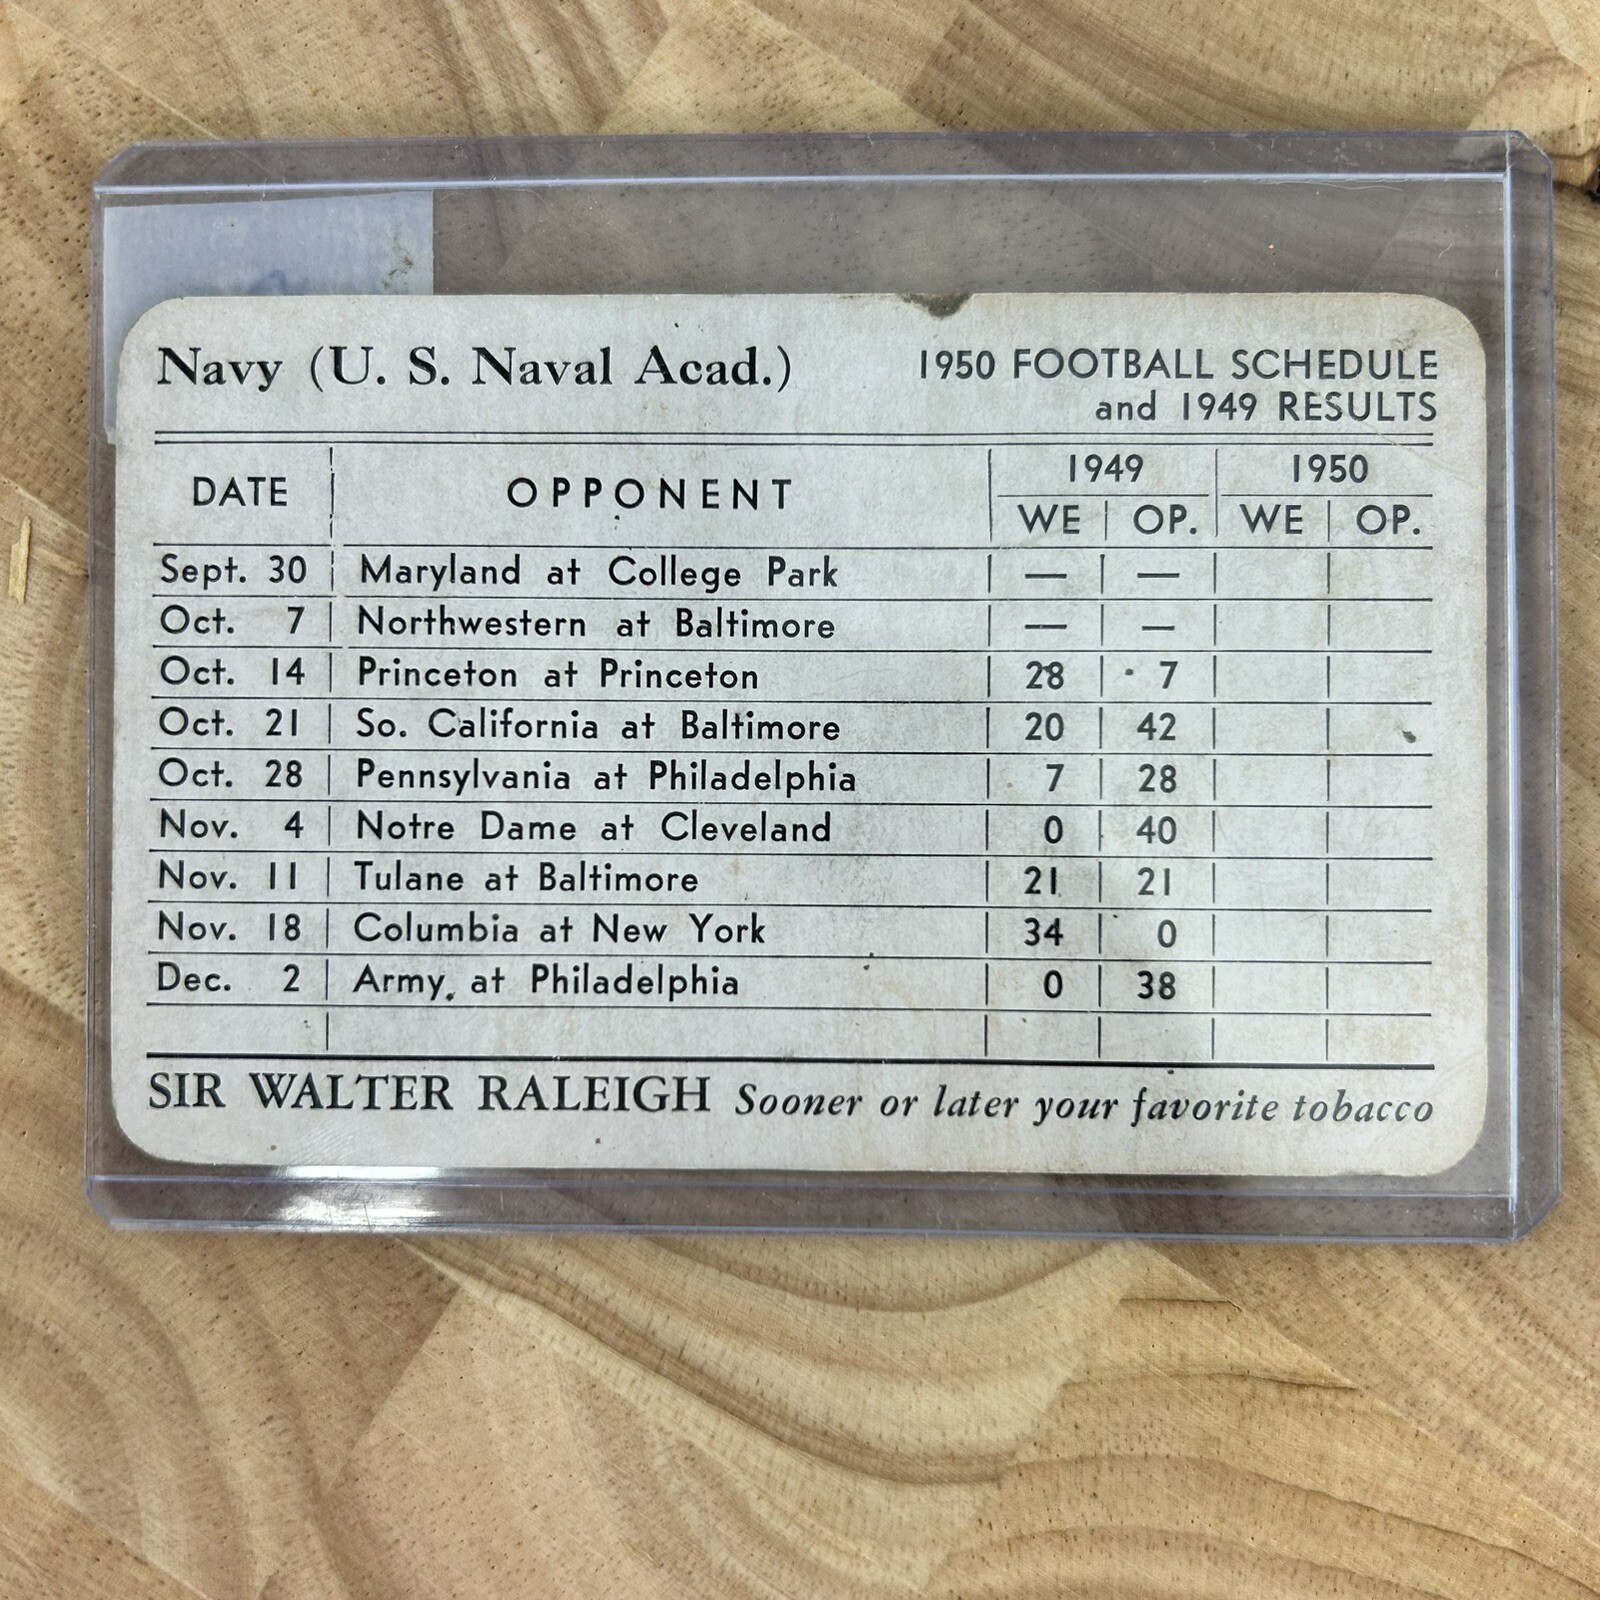 Navy (U. S. Naval Acad.) 1950 FOOTBALL SCHEDULE
and 1949 RESULTS
DATE OPPONENT 1949 1950
WE OP. WE OP.
Sept. 30 Maryland at College Park — —
Oct. 7 Northwestern at Baltimore — —
Oct. 14 Princeton at Princeton 28 7
Oct. 21 So. California at Baltimore 20 42
Oct. 28 Pennsylvania at Philadelphia 7 28
Nov. 4 Notre Dame at Cleveland 0 40
Nov. 11 Tulane at Baltimore 21 21
Nov. 18 Columbia at New York 34 0
Dec. 2 Army, at Philadelphia 0 38
SIR WALTER RALEIGH Sooner or later your favorite tobacco